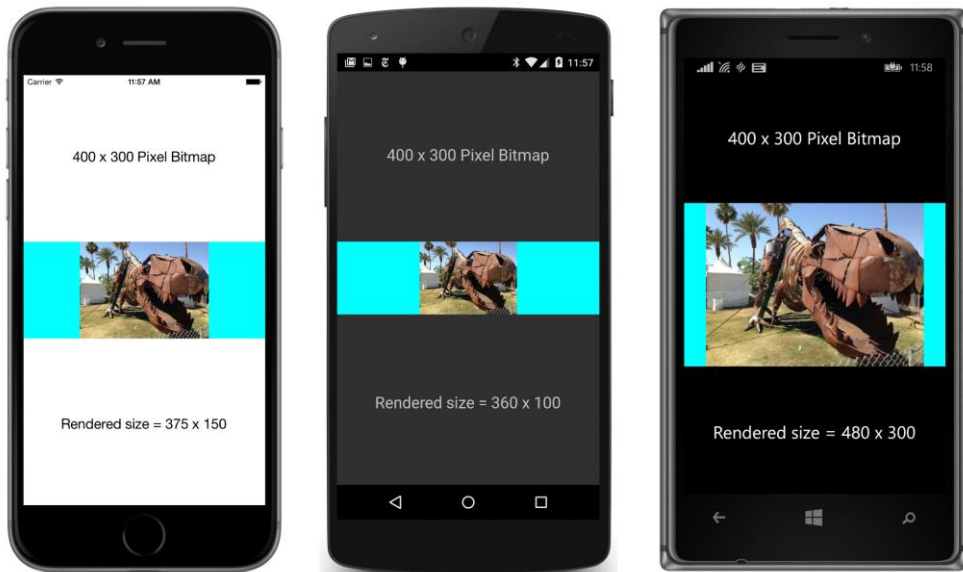 Carrier 11:57 AM
400 x 300 Pixel Bitmap
Rendered size = 375 x 150
11:57
400 x 300 Pixel Bitmap
Rendered size = 360 x 100
11:58
400 x 300 Pixel Bitmap
Rendered size = 480 x 300